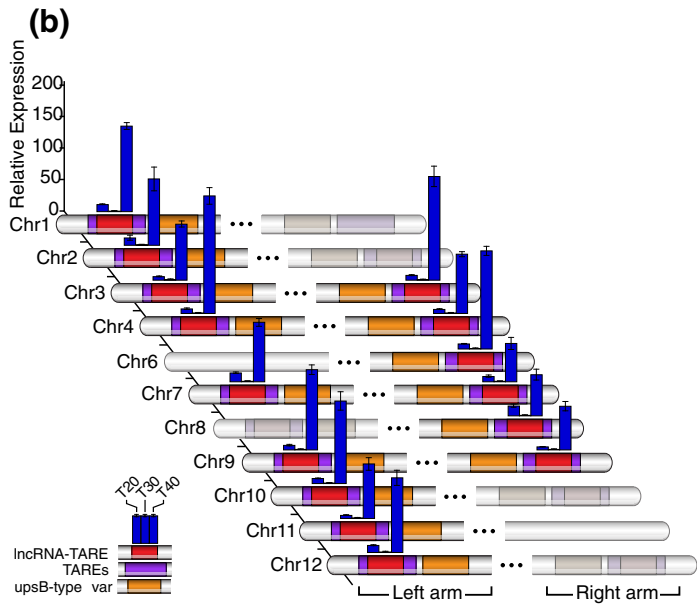 (b)
Relative Expression
200
150
100
50
0
Chr1
Chr2
Chr3
Chr4
Chr6
Chr7
Chr8
Chr9
Chr10
Chr11
Chr12
T20 T30 T40
lncRNA-TARE
TAREs
upsB-type var
Left arm
Right arm